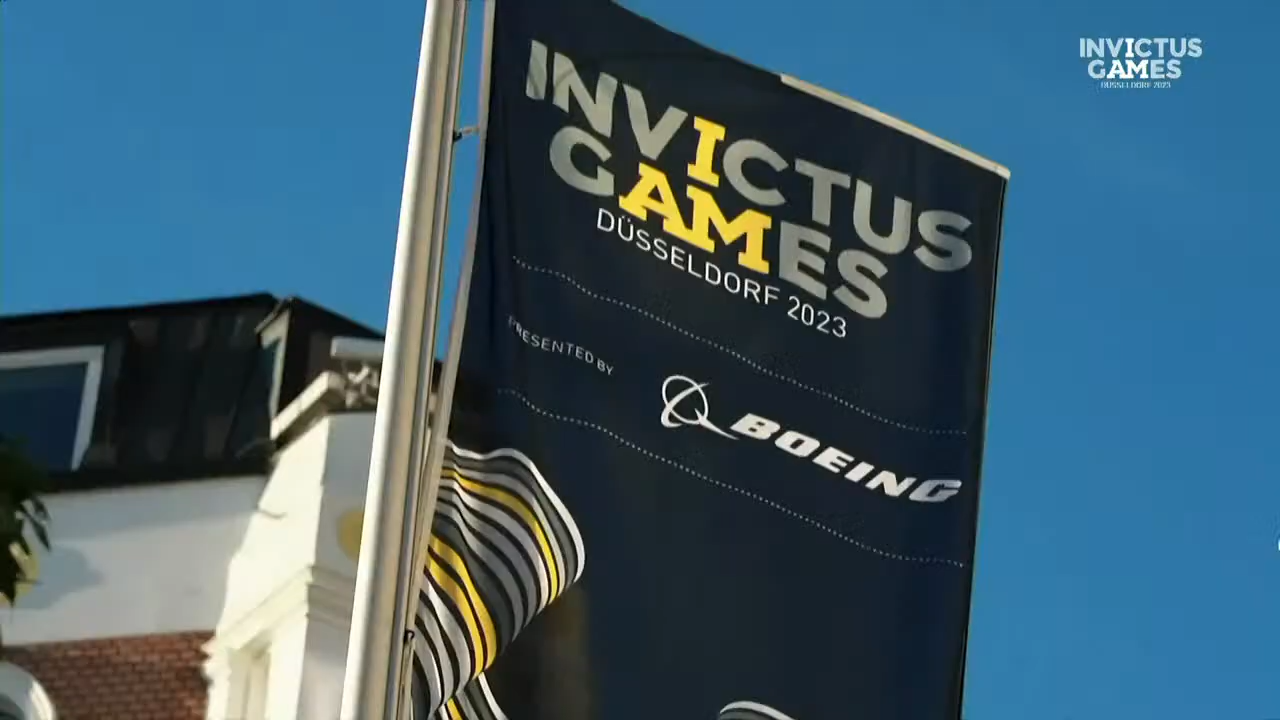 INVICTUS
GAMES
DÜSSELDORF 2023
PRESENTED BY
BOEING
INVICTUS
GAMES
DÜSSELDORF 2023